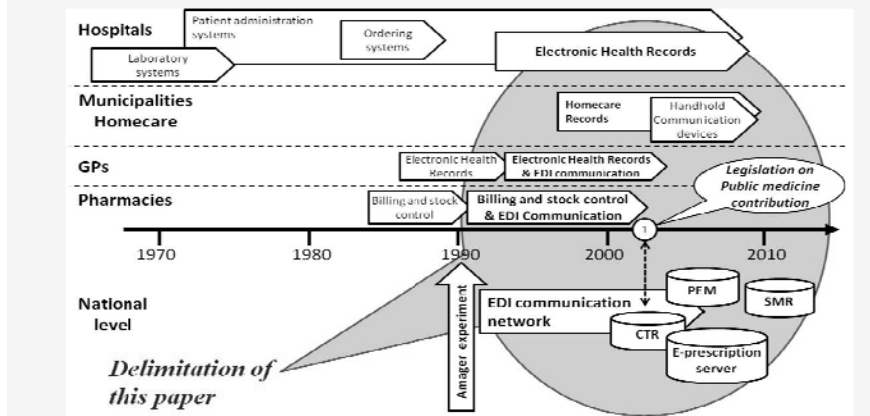 Hospitals
Patient administration
systems
Ordering
systems
Laboratory
systems
Electronic Health Records
Municipalities
Homecare
Homecare
Records
Handhold
Communication
devices
GPs
Electronic Health
Records
Electronic Health Records
& EDI communication
Legislation on
Public medicine
contribution
Pharmacies
Billing and stock
control
Billing and stock control
& EDI Communication
1
1970
1980
1990
2000
2010
National
level
Amager experiment
EDI communication
network
PEM
SMR
CTR
E-prescription
server
Delimitation of
this paper